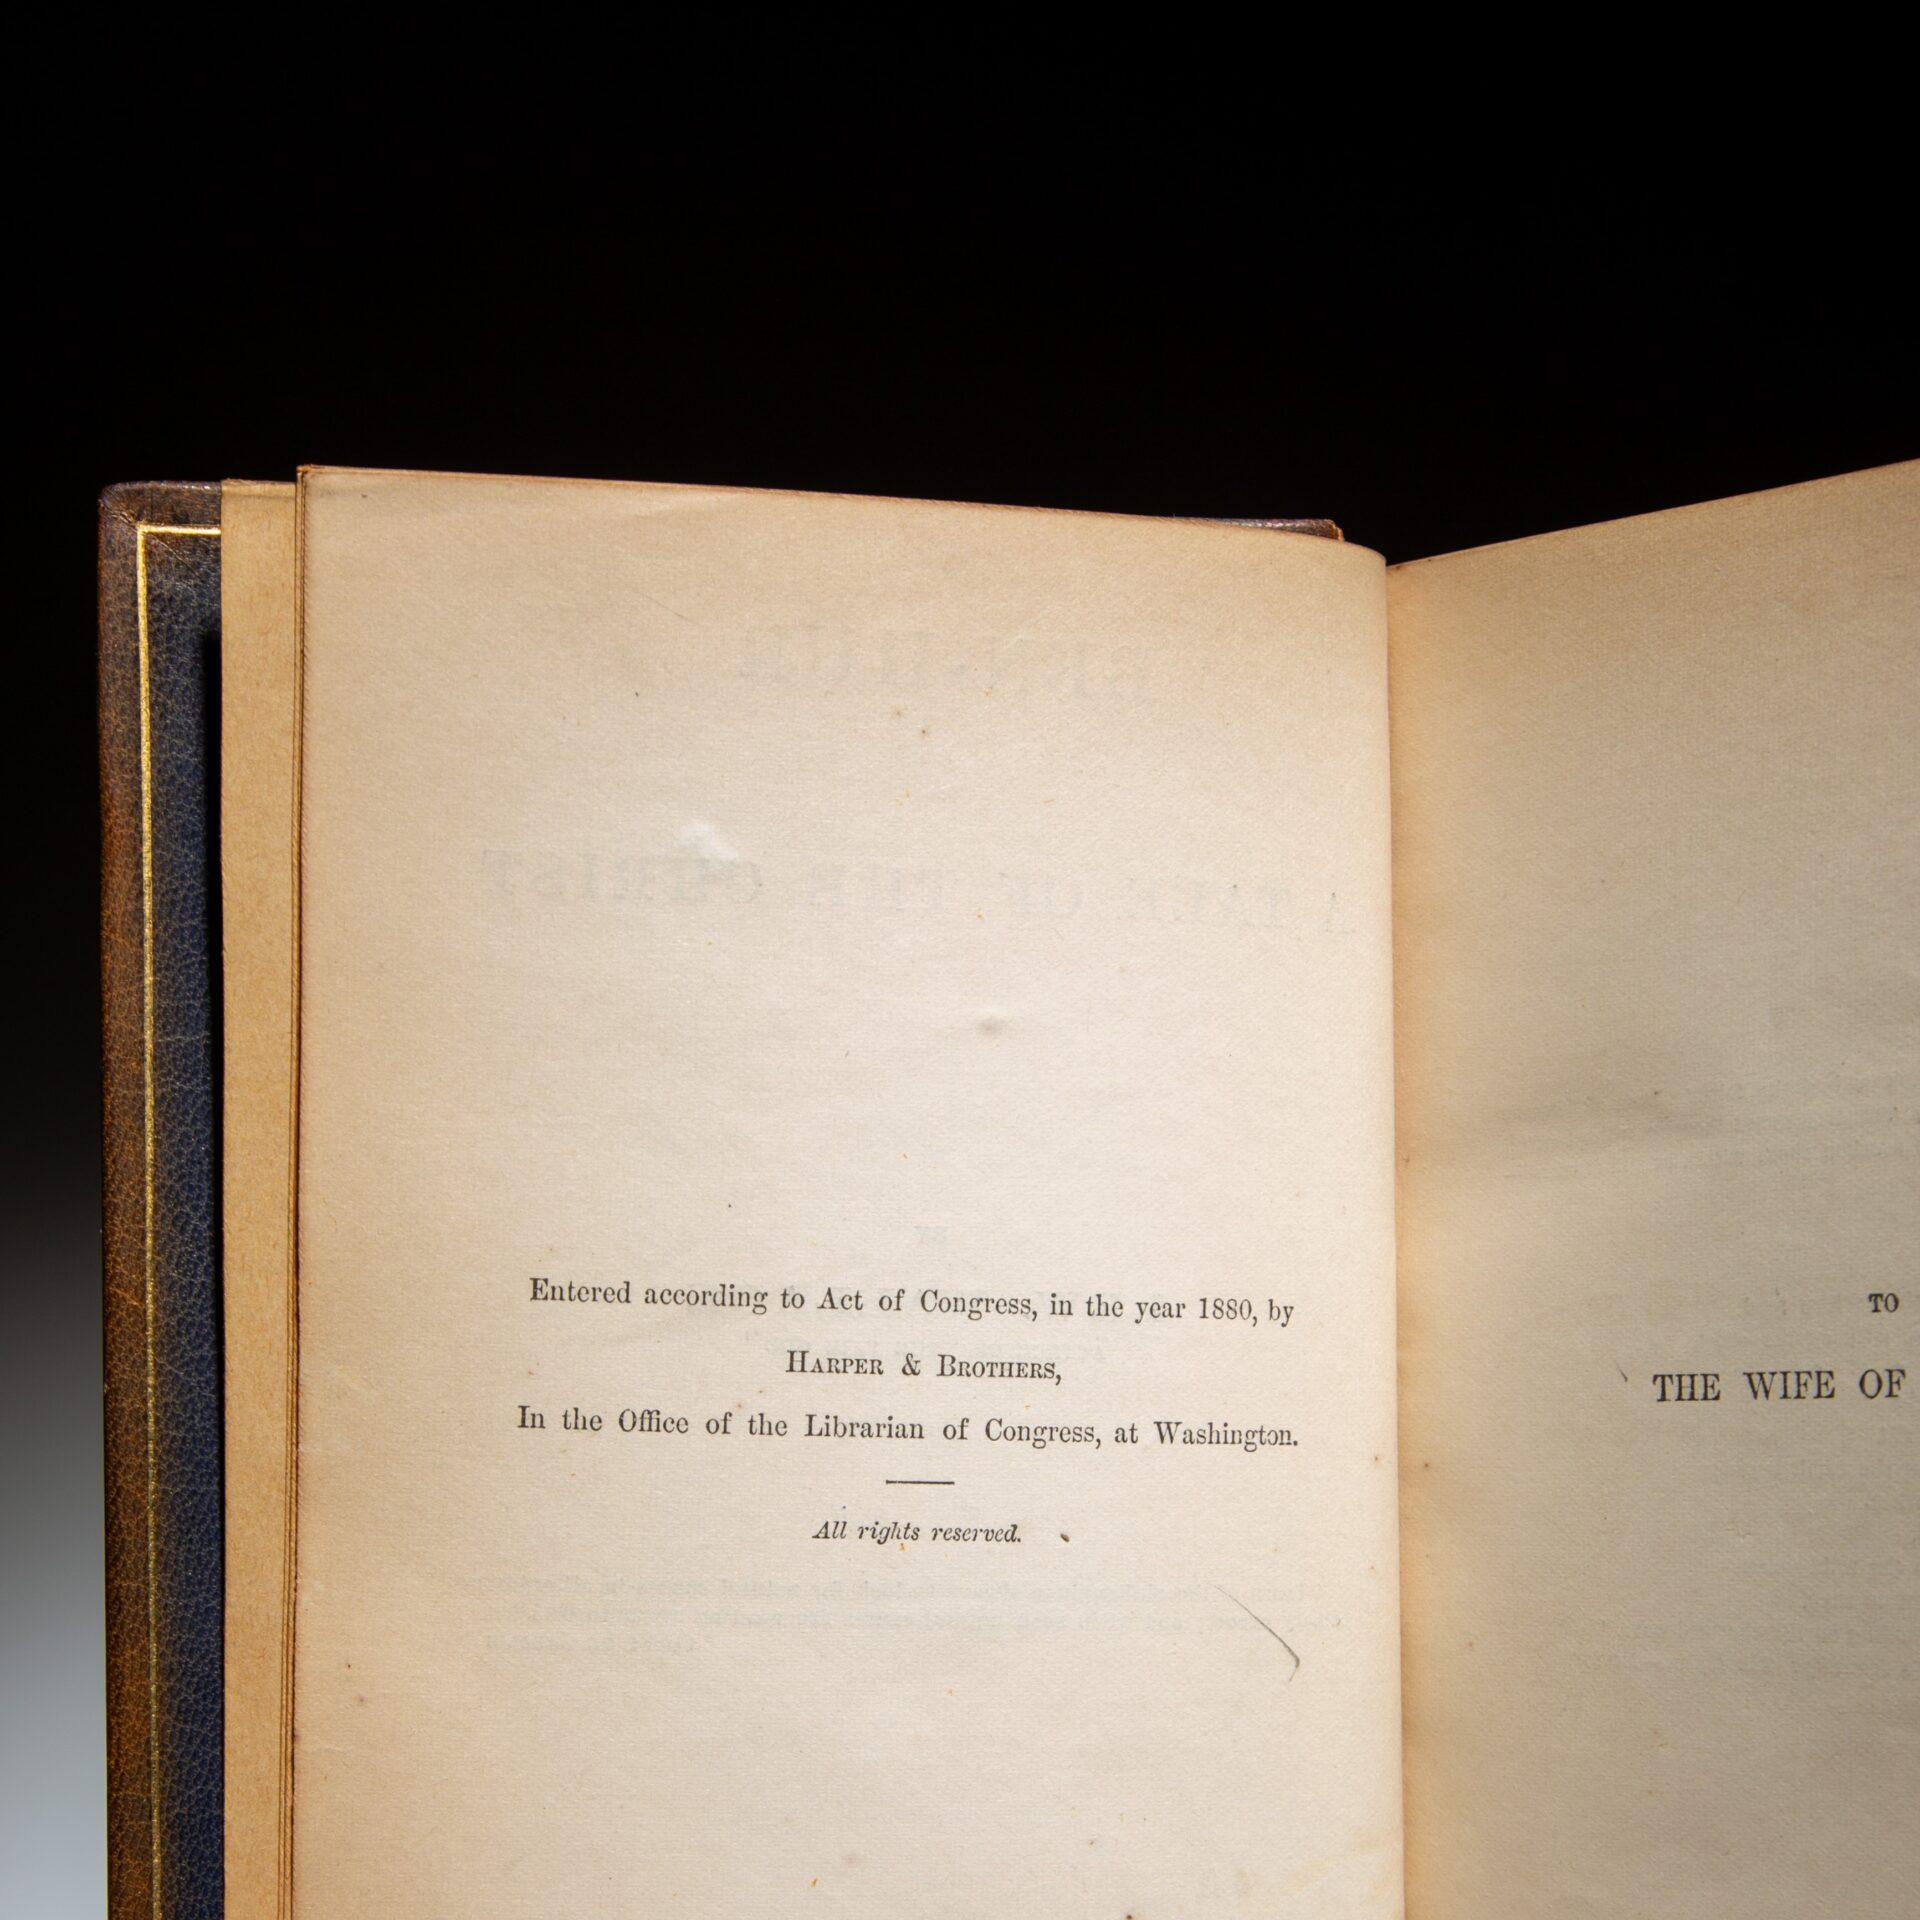 Entered according to Act of Congress, in the year 1880, by
HARPER & BROTHERS,
In the Office of the Librarian of Congress, at Washington.
All rights reserved.
TO
THE WIFE OF